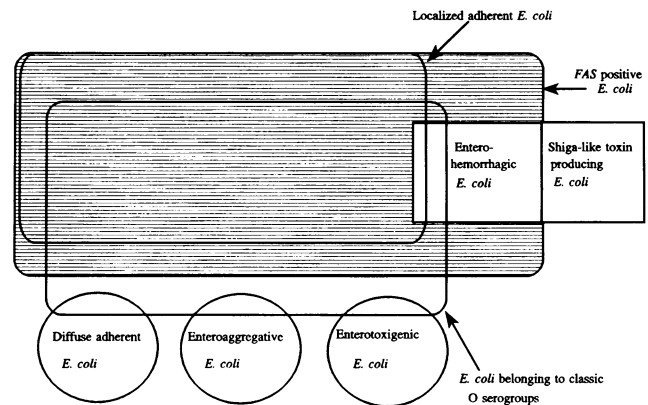 Localized adherent E. coli
FAS positive
E. coli
Entero-
hemorrhagic
E. coli
Shiga-like toxin
producing
E. coli
Diffuse adherent
E. coli
Enteroaggregative
E. coli
Enterotoxigenic
E. coli
E. coli belonging to classic
O serogroups